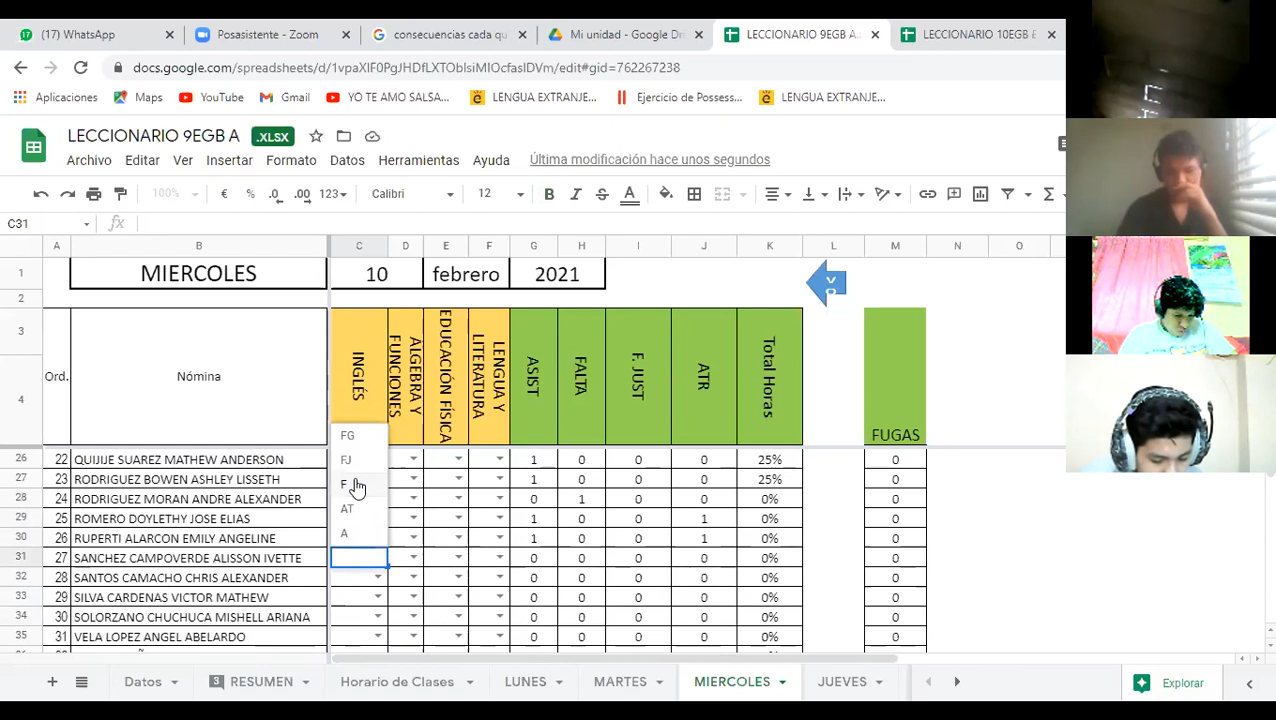 (17) WhatsApp
Posasistente - Zoom
consecuencias cada qu
Mi unidad - Google Dri
LECCIONARIO 9EGB A
LECCIONARIO 10EGB
docs.google.com/spreadsheets/d/1vpaXIF0PgJHDfLXTOblsiMIOcfaslDVm/edit#gid=762267238
Aplicaciones
Maps
YouTube
Gmail
YO TE AMO SALSA...
LENGUA EXTRANJE...
Ejercicio de Possess...
LENGUA EXTRANJE...
LECCIONARIO 9EGB A .XLSX
Archivo Editar Ver Insertar Formato Datos Herramientas Ayuda Última modificación hace unos segundos
100% € % .0 .00 123 Calibri 12 B I S A
C31 fx
A B C D E F G H I J K L M N O
1 MIERCOLES 10 febrero 2021
2
3
4
Ord. Nómina INGLÉS ÁLGEBRA Y FUNCIONES EDUCACIÓN FÍSICA LENGUA Y LITERATURA ASIST FALTA F. JUST ATR Total Horas FUGAS
26 22 QUIJIJE SUAREZ MATHEW ANDERSON 1 0 0 0 25% 0
27 23 RODRIGUEZ BOWEN ASHLEY LISSETH 1 0 0 0 25% 0
28 24 RODRIGUEZ MORAN ANDRE ALEXANDER 0 1 0 0 0% 0
29 25 ROMERO DOYLETHY JOSE ELIAS 1 0 0 1 0% 0
30 26 RUPERTI ALARCON EMILY ANGELINE 1 0 0 1 0% 0
31 27 SANCHEZ CAMPOVERDE ALISSON IVETTE 0 0 0 0 0% 0
32 28 SANTOS CAMACHO CHRIS ALEXANDER 0 0 0 0 0% 0
33 29 SILVA CARDENAS VICTOR MATHEW 0 0 0 0 0% 0
34 30 SOLORZANO CHUCHUCA MISHELL ARIANA 0 0 0 0 0% 0
35 31 VELA LOPEZ ANGEL ABELARDO 0 0 0 0 0% 0
FG
FJ
F
AT
A
Datos
3 RESUMEN
Horario de Clases
LUNES
MARTES
MIERCOLES
JUEVES
Explorar